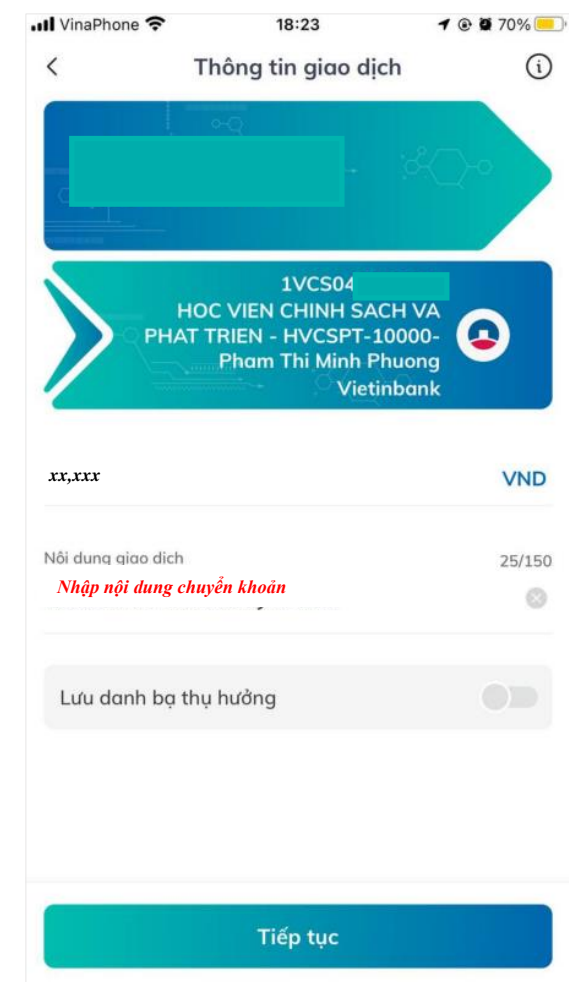 VinaPhone 18:23 70%
Thông tin giao dịch
1VCS04
HOC VIEN CHINH SACH VA
PHAT TRIEN - HVCSPT-10000-
Pham Thi Minh Phuong
Vietinbank
xx,xxx VND
Nội dung giao dịch 25/150
Nhập nội dung chuyển khoản
Lưu danh bạ thụ hưởng
Tiếp tục